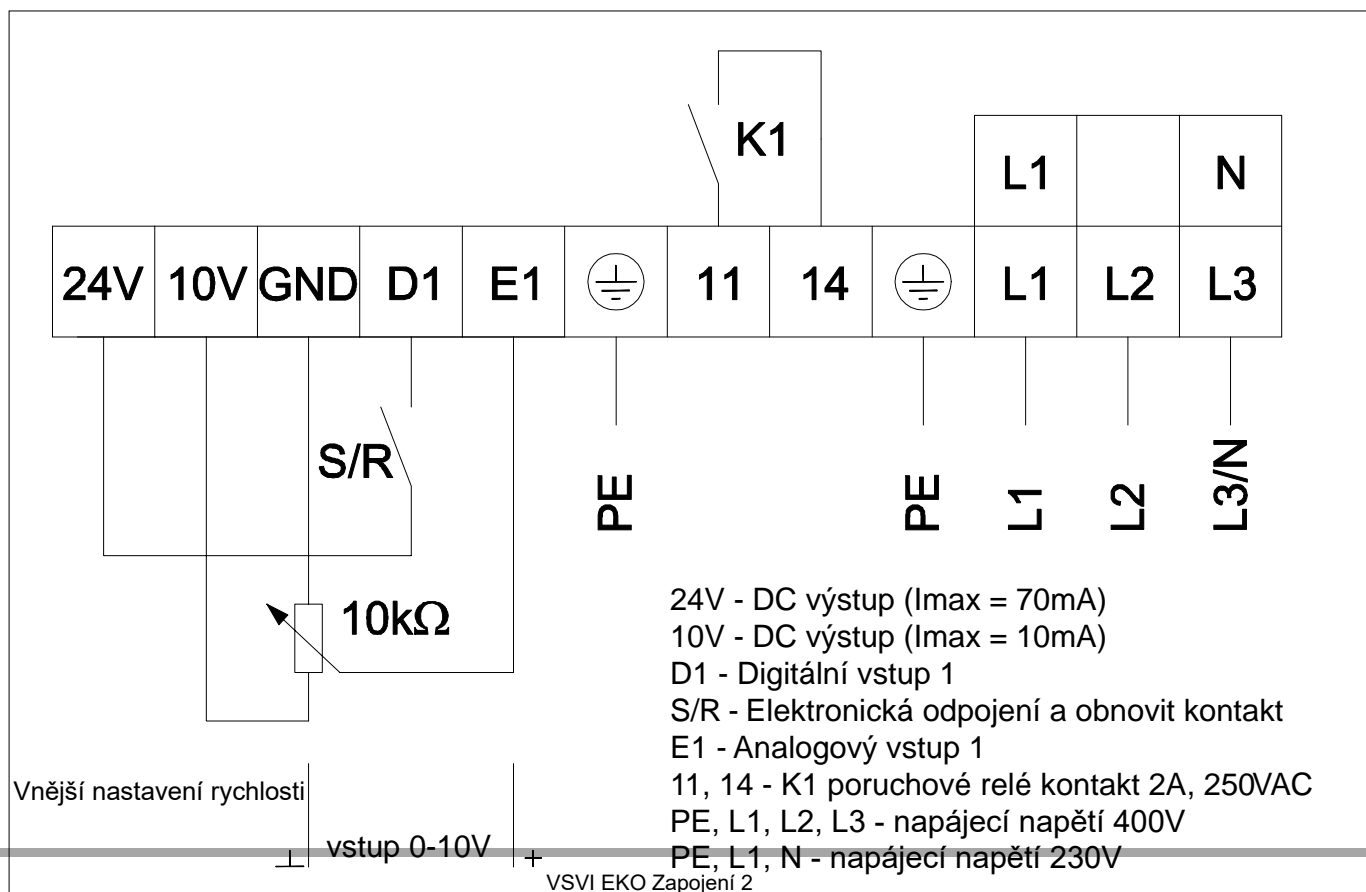 K1
L1 N
24V 10V GND D1 E1 11 14 L1 L2 L3
S/R
PE PE L1 L2 L3/N
10kΩ
24V - DC výstup (Imax = 70mA)
10V - DC výstup (Imax = 10mA)
D1 - Digitální vstup 1
S/R - Elektronická odpojení a obnovit kontakt
E1 - Analogový vstup 1
11, 14 - K1 poruchové relé kontakt 2A, 250VAC
PE, L1, L2, L3 - napájecí napětí 400V
PE, L1, N - napájecí napětí 230V
Vnější nastavení rychlosti
⊥ vstup 0-10V +
VSVI EKO Zapojení 2